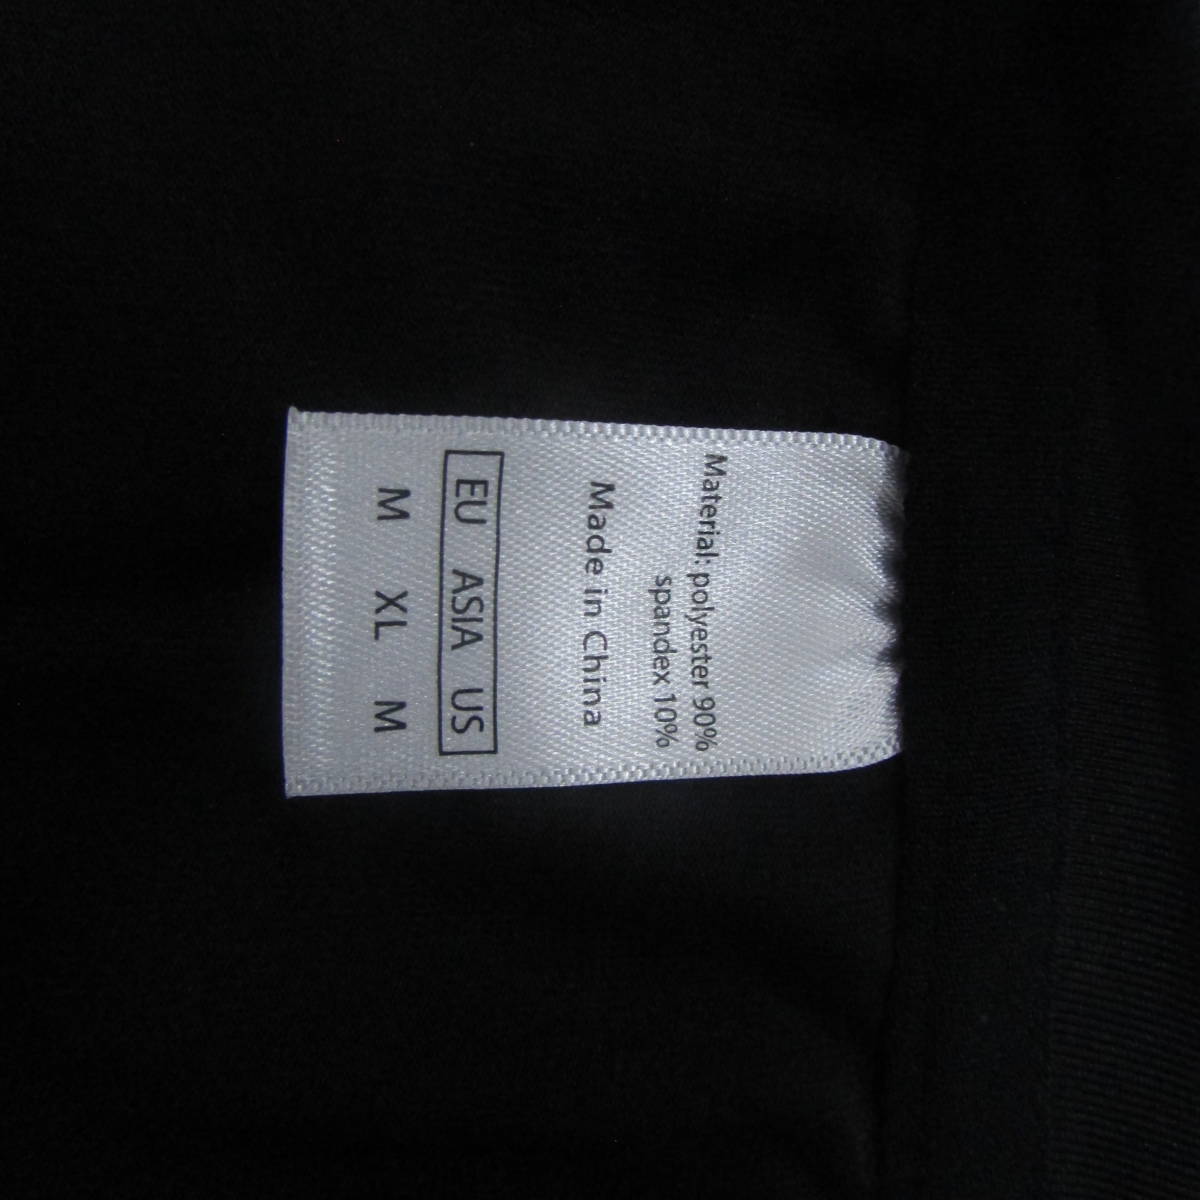 Material: polyester 90%
spandex 10%
Made in China
EU ASIA US
M XL M